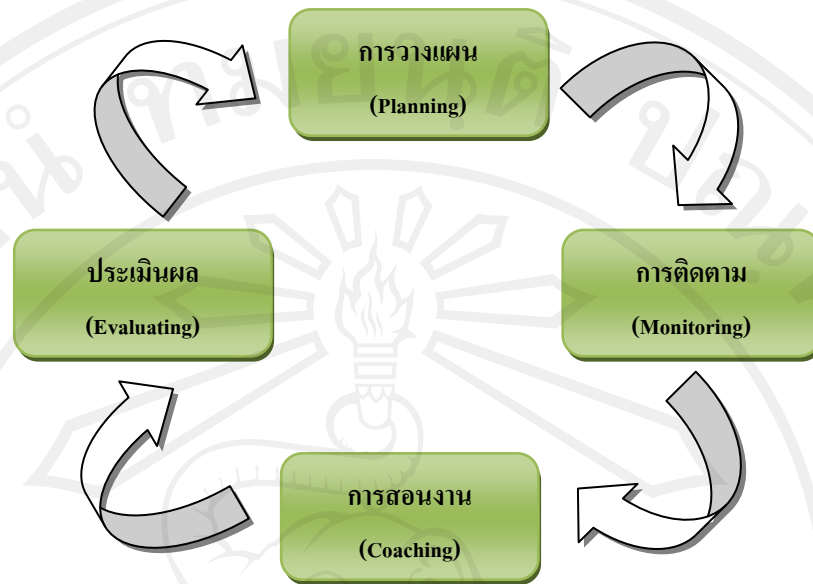 การวางแผน
(Planning)
การติดตาม
(Monitoring)
การสอนงาน
(Coaching)
ประเมินผล
(Evaluating)